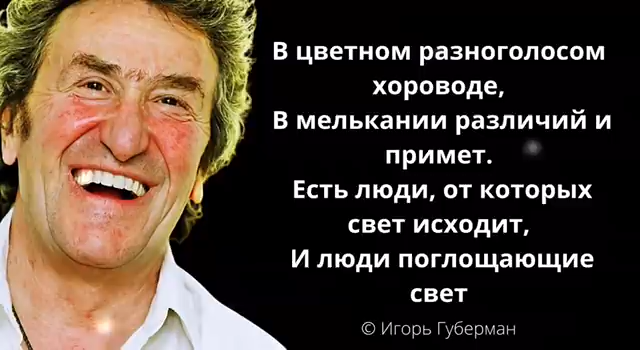 В цветном разноголосом
хороводе,
В мелькании различий и
примет.
Есть люди, от которых
свет исходит,
И люди поглощающие
свет
© Игорь Губерман